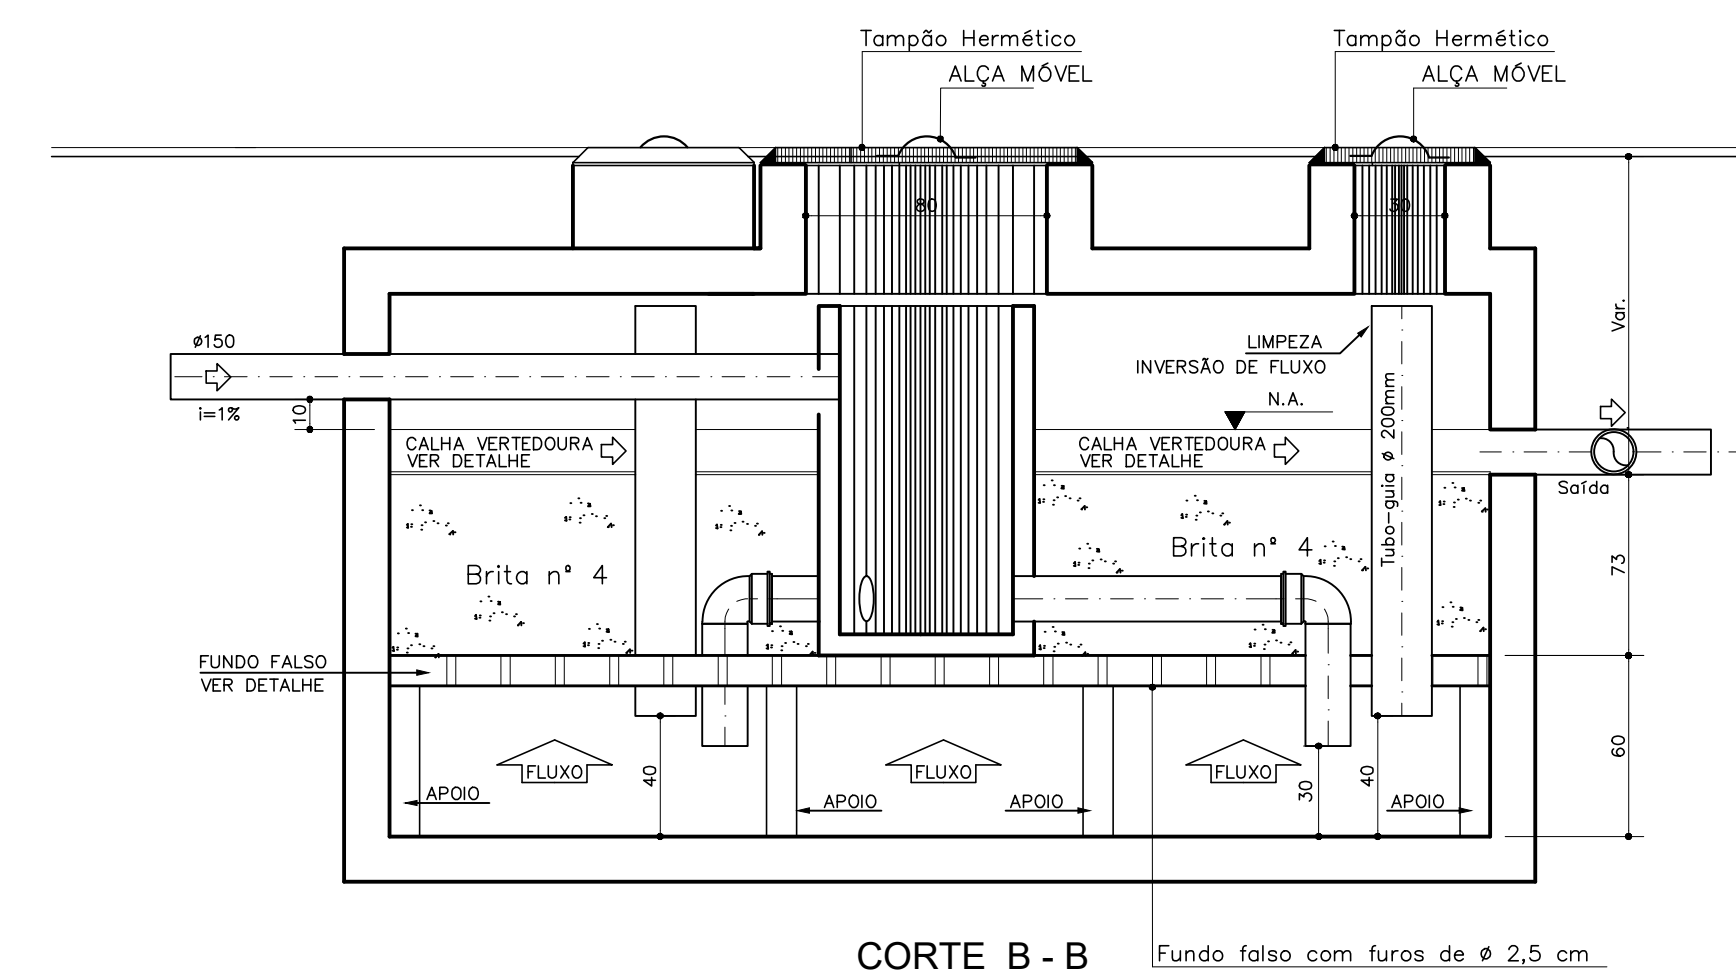 Tampão Hermético
ALÇA MÓVEL
Tampão Hermético
ALÇA MÓVEL
80
30
ø150
i=1%
10
LIMPEZA
INVERSÃO DE FLUXO
N.A.
Var.
CALHA VERTEDOURA
VER DETALHE
CALHA VERTEDOURA
VER DETALHE
Tubo-guia ø 200mm
Saída
Brita nº 4
Brita nº 4
73
FUNDO FALSO
VER DETALHE
FLUXO
FLUXO
FLUXO
40
30
40
60
APOIO
APOIO
APOIO
APOIO
CORTE B - B
Fundo falso com furos de ø 2,5 cm